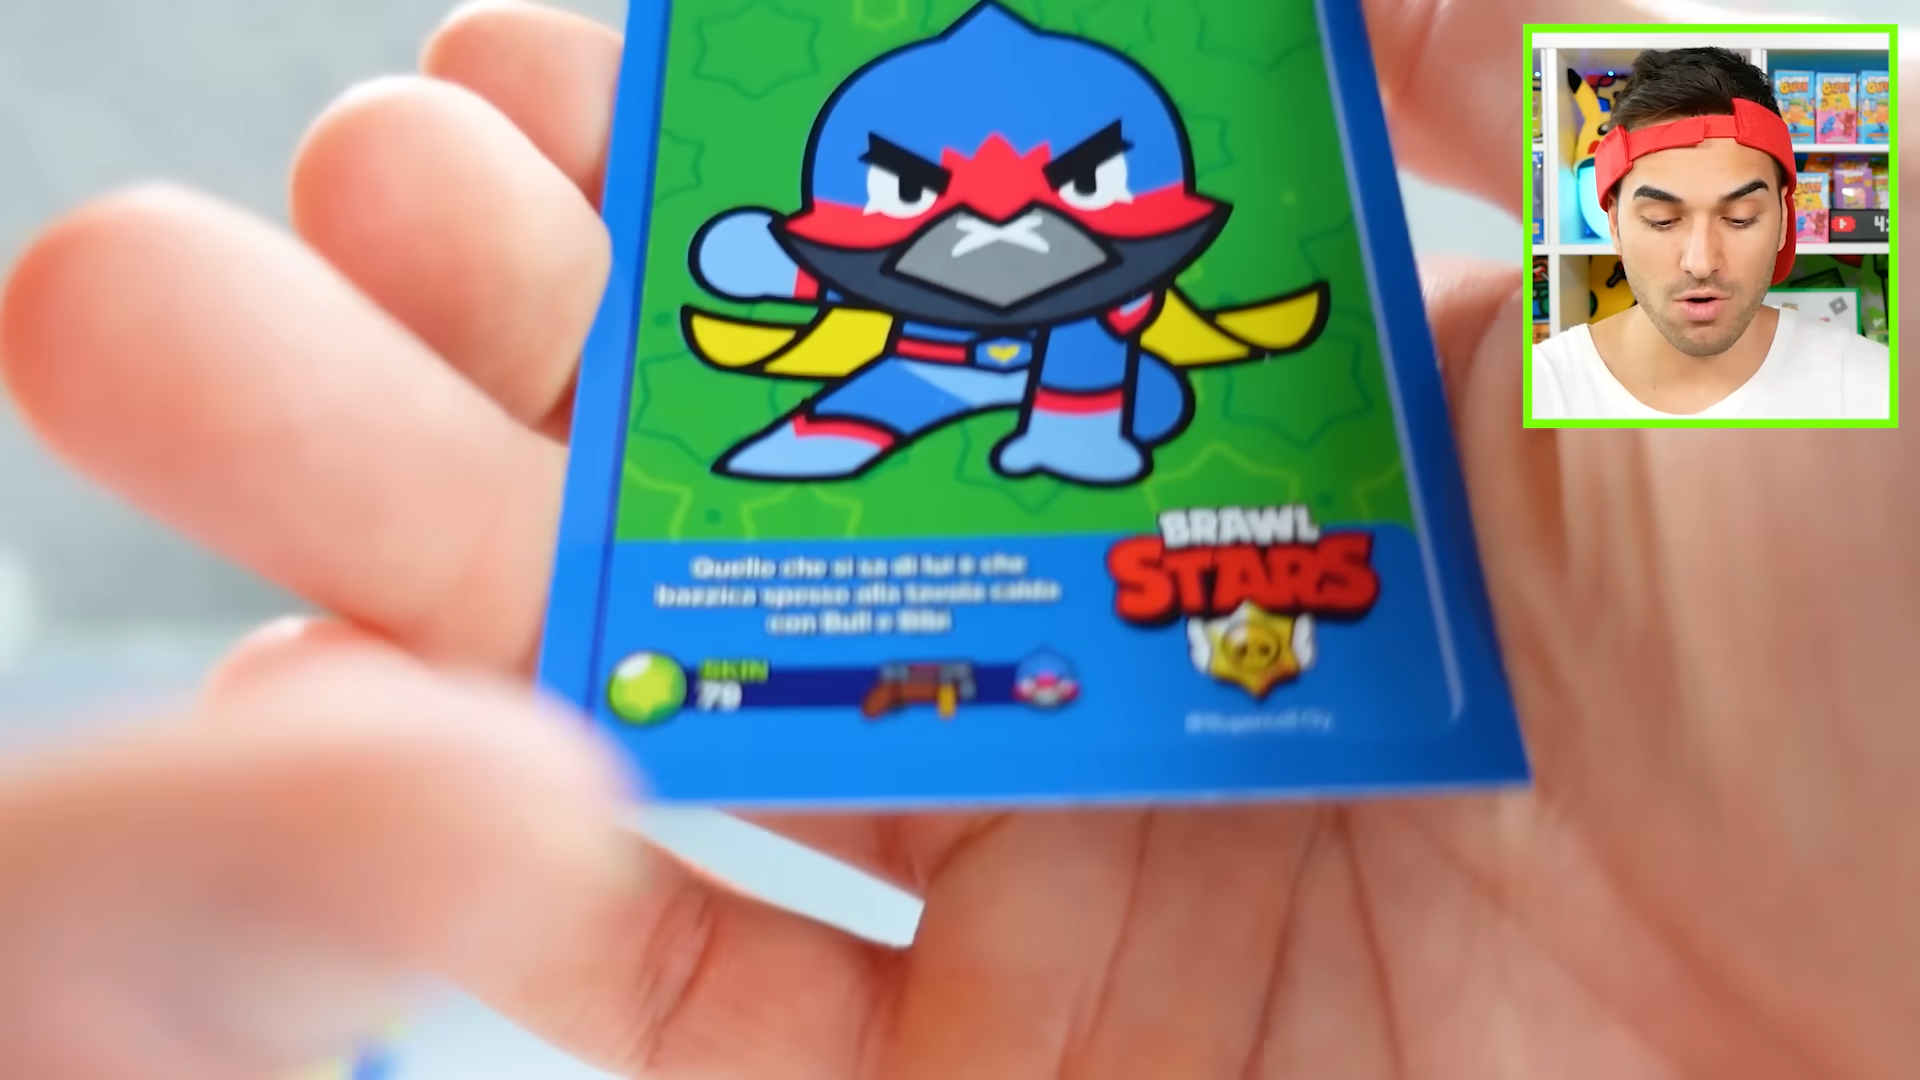 Quello che si sa di lui è che
bazzica spesso alla tavola calda
con Bull e Bibi
BRAWL
STARS
SKIN
79